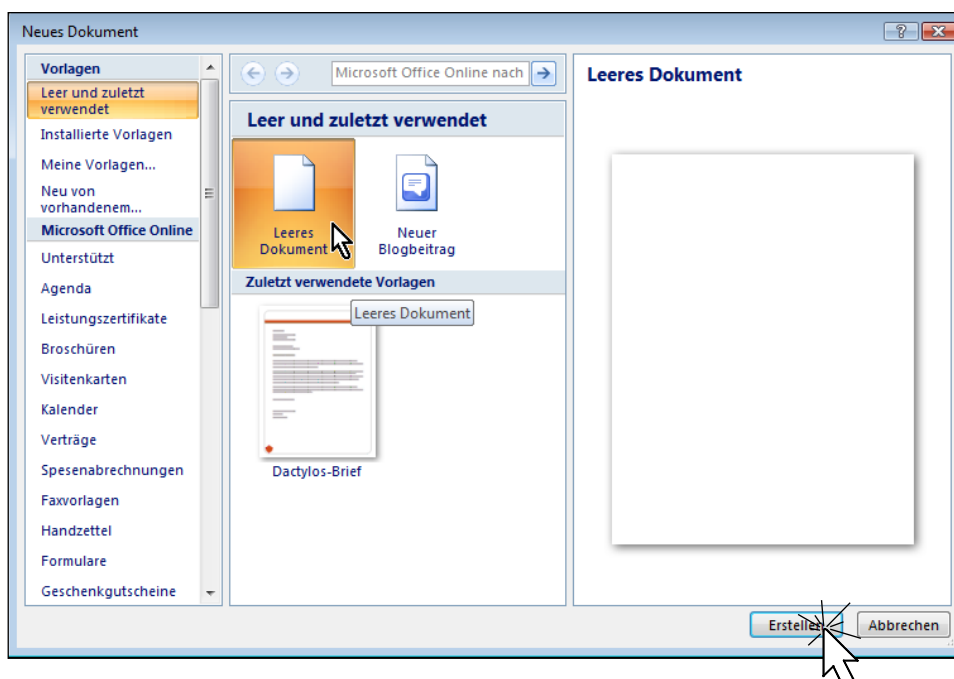 Neues Dokument
Vorlagen
Leer und zuletzt
verwendet
Installierte Vorlagen
Meine Vorlagen...
Neu von
vorhandenem...
Microsoft Office Online
Unterstützt
Agenda
Leistungszertifikate
Broschüren
Visitenkarten
Kalender
Verträge
Spesenabrechnungen
Faxvorlagen
Handzettel
Formulare
Geschenkgutscheine
Microsoft Office Online nach
Leer und zuletzt verwendet
Leeres
Dokument
Neuer
Blogbeitrag
Zuletzt verwendete Vorlagen
Leeres Dokument
Dactylos-Brief
Leeres Dokument
Erstellen
Abbrechen